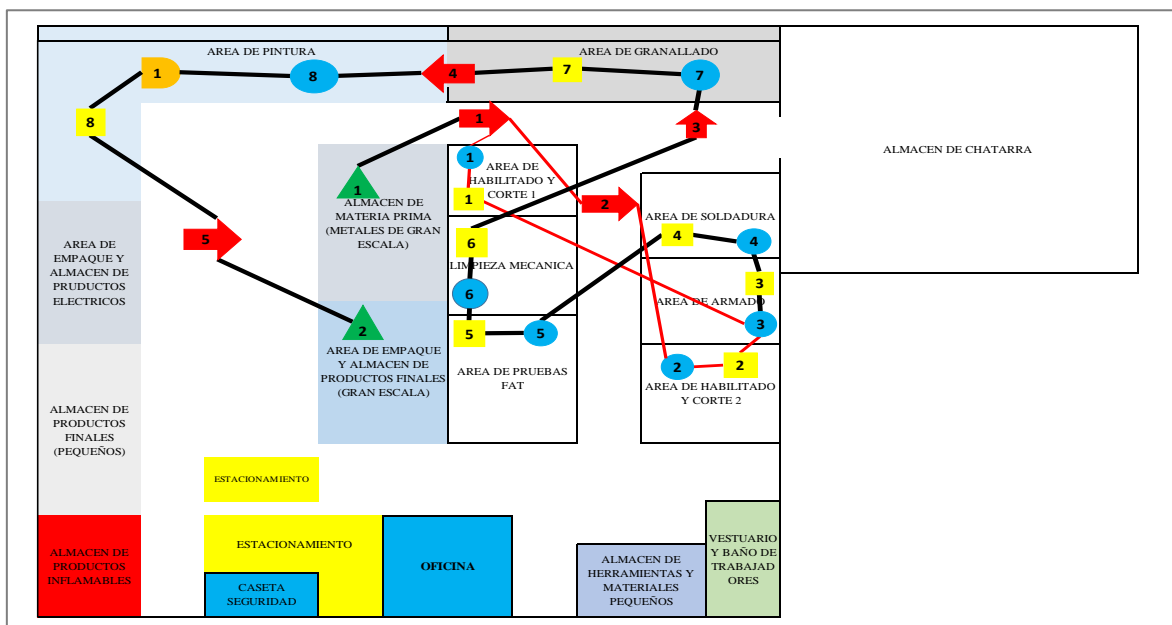 AREA DE PINTURA
AREA DE GRANALLADO
1
8
4
7
7
8
1
3
ALMACEN DE CHATARRA
1
AREA DE
HABILITADO Y
CORTE 1
1
1
ALMACEN DE
MATERIA PRIMA
(METALES DE GRAN
ESCALA)
2
AREA DE SOLDADURA
4
4
5
AREA DE
EMPAQUE Y
ALMACEN DE
PRUDUCTOS
ELECTRICOS
6
LIMPIEZA MECANICA
6
3
AREA DE ARMADO
3
2
5
5
AREA DE EMPAQUE
Y ALMACEN DE
PRODUCTOS FINALES
(GRAN ESCALA)
AREA DE PRUEBAS
FAT
2
2
AREA DE HABILITADO
Y CORTE 2
ALMACEN DE
PRODUCTOS
FINALES
(PEQUEÑOS)
ESTACIONAMIENTO
ALMACEN DE
PRODUCTOS
INFLAMABLES
ESTACIONAMIENTO
CASETA
SEGURIDAD
OFICINA
ALMACEN DE
HERRAMIENTAS Y
MATERIALES
PEQUEÑOS
VESTUARIO
Y BAÑO DE
TRABAJAD
ORES